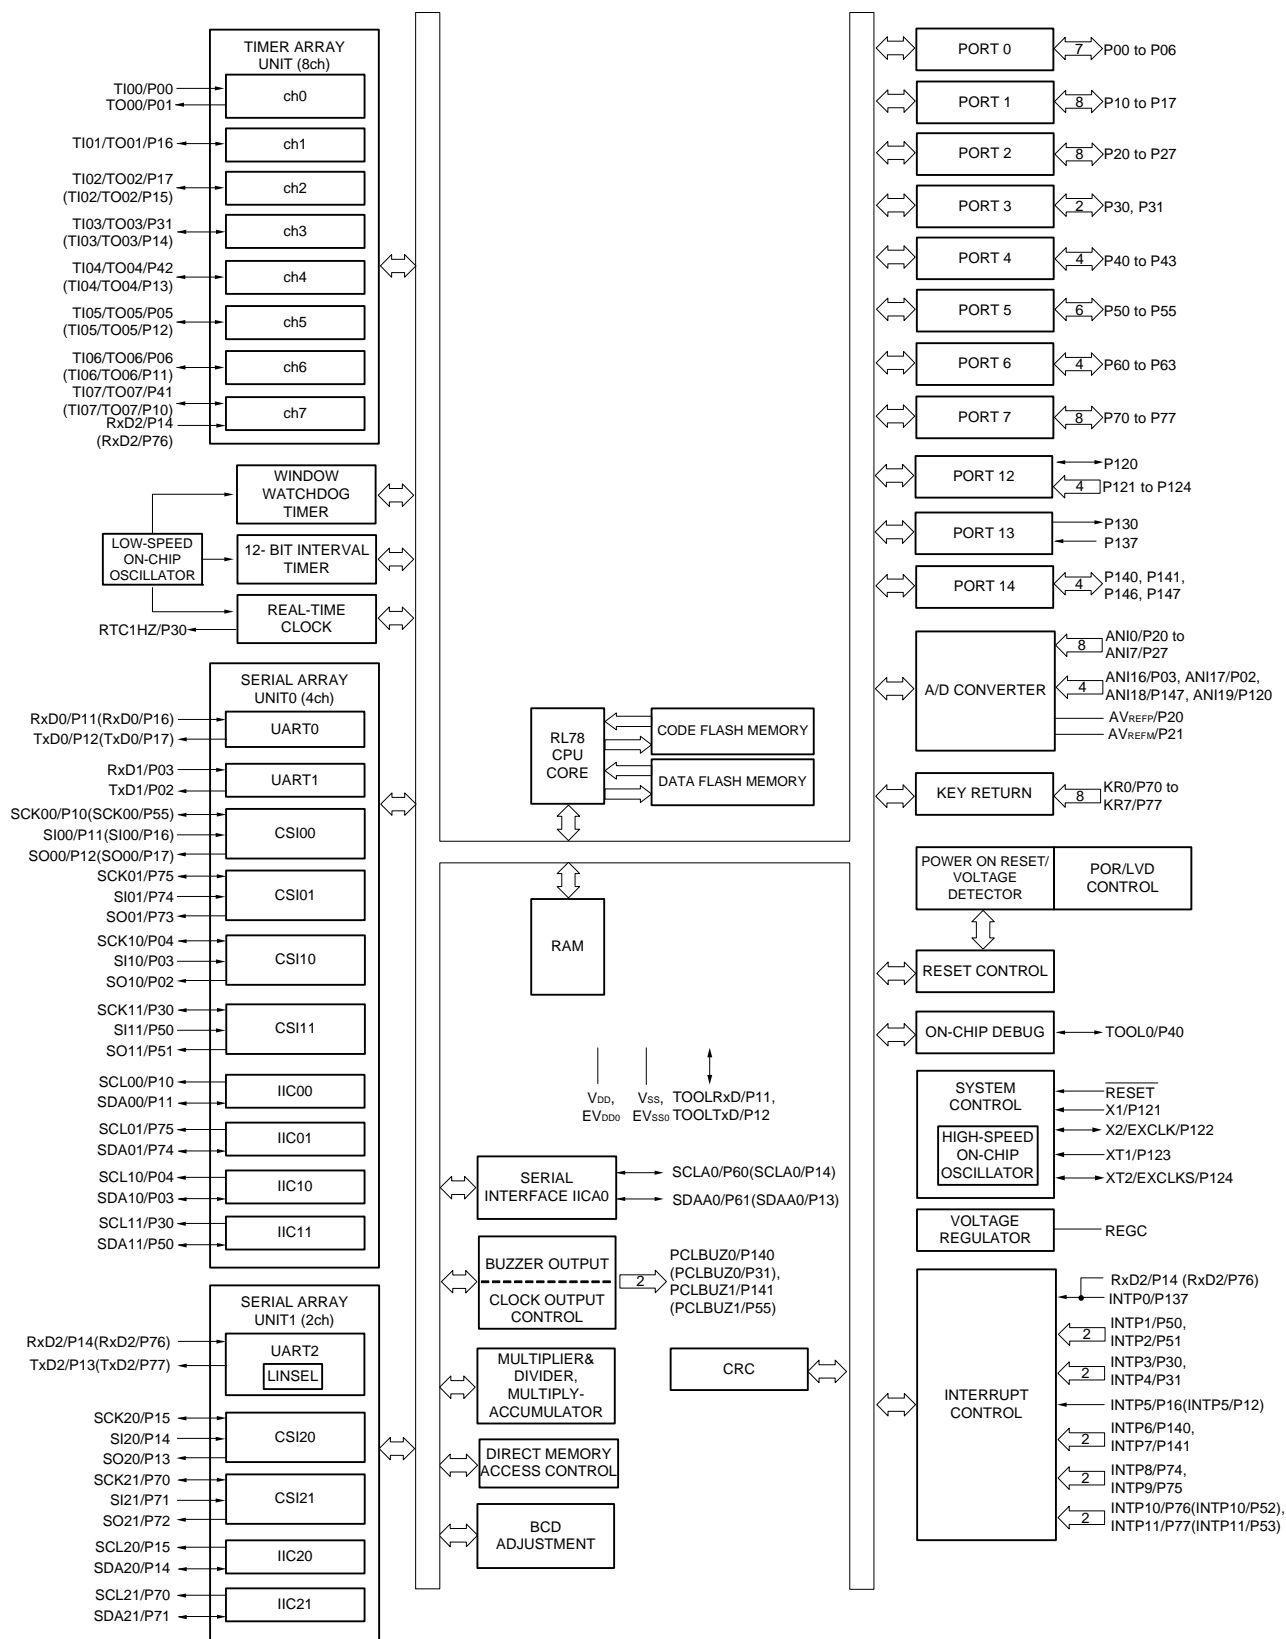 TIMER ARRAY
UNIT (8ch)
TI00/P00
TO00/P01
ch0
TI01/TO01/P16
ch1
TI02/TO02/P17
(TI02/TO02/P15)
ch2
TI03/TO03/P31
(TI03/TO03/P14)
ch3
TI04/TO04/P42
(TI04/TO04/P13)
ch4
TI05/TO05/P05
(TI05/TO05/P12)
ch5
TI06/TO06/P06
(TI06/TO06/P11)
ch6
TI07/TO07/P41
(TI07/TO07/P10)
RxD2/P14
(RxD2/P76)
ch7
WINDOW
WATCHDOG
TIMER
LOW-SPEED
ON-CHIP
OSCILLATOR
12- BIT INTERVAL
TIMER
REAL-TIME
CLOCK
RTC1HZ/P30
SERIAL ARRAY
UNIT0 (4ch)
RxD0/P11(RxD0/P16)
TxD0/P12(TxD0/P17)
UART0
RxD1/P03
TxD1/P02
UART1
SCK00/P10(SCK00/P55)
SI00/P11(SI00/P16)
SO00/P12(SO00/P17)
CSI00
SCK01/P75
SI01/P74
SO01/P73
CSI01
SCK10/P04
SI10/P03
SO10/P02
CSI10
SCK11/P30
SI11/P50
SO11/P51
CSI11
SCL00/P10
SDA00/P11
IIC00
SCL01/P75
SDA01/P74
IIC01
SCL10/P04
SDA10/P03
IIC10
SCL11/P30
SDA11/P50
IIC11
SERIAL ARRAY
UNIT1 (2ch)
RxD2/P14(RxD2/P76)
TxD2/P13(TxD2/P77)
UART2
LINSEL
SCK20/P15
SI20/P14
SO20/P13
CSI20
SCK21/P70
SI21/P71
SO21/P72
CSI21
SCL20/P15
SDA20/P14
IIC20
SCL21/P70
SDA21/P71
IIC21
RL78
CPU
CORE
CODE FLASH MEMORY
DATA FLASH MEMORY
RAM
VDD,
EVDD0
VSS,
EVSS0
TOOLRxD/P11,
TOOLTxD/P12
SERIAL
INTERFACE IICA0
SCLA0/P60(SCLA0/P14)
SDAA0/P61(SDAA0/P13)
BUZZER OUTPUT
CLOCK OUTPUT
CONTROL
2
PCLBUZ0/P140
(PCLBUZ0/P31),
PCLBUZ1/P141
(PCLBUZ1/P55)
MULTIPLIER&
DIVIDER,
MULTIPLY-
ACCUMULATOR
CRC
DIRECT MEMORY
ACCESS CONTROL
BCD
ADJUSTMENT
PORT 0
7
P00 to P06
PORT 1
8
P10 to P17
PORT 2
8
P20 to P27
PORT 3
2
P30, P31
PORT 4
4
P40 to P43
PORT 5
6
P50 to P55
PORT 6
4
P60 to P63
PORT 7
8
P70 to P77
PORT 12
P120
4
P121 to P124
PORT 13
P130
P137
PORT 14
4
P140, P141,
P146, P147
A/D CONVERTER
8
ANI0/P20 to
ANI7/P27
4
ANI16/P03, ANI17/P02,
ANI18/P147, ANI19/P120
AVREFP/P20
AVREFM/P21
KEY RETURN
8
KR0/P70 to
KR7/P77
POWER ON RESET/
VOLTAGE
DETECTOR
POR/LVD
CONTROL
RESET CONTROL
ON-CHIP DEBUG
TOOL0/P40
SYSTEM
CONTROL
HIGH-SPEED
ON-CHIP
OSCILLATOR
RESET
X1/P121
X2/EXCLK/P122
XT1/P123
XT2/EXCLKS/P124
VOLTAGE
REGULATOR
REGC
INTERRUPT
CONTROL
RxD2/P14 (RxD2/P76)
INTP0/P137
2
INTP1/P50,
INTP2/P51
2
INTP3/P30,
INTP4/P31
INTP5/P16(INTP5/P12)
2
INTP6/P140,
INTP7/P141
2
INTP8/P74,
INTP9/P75
2
INTP10/P76(INTP10/P52),
INTP11/P77(INTP11/P53)